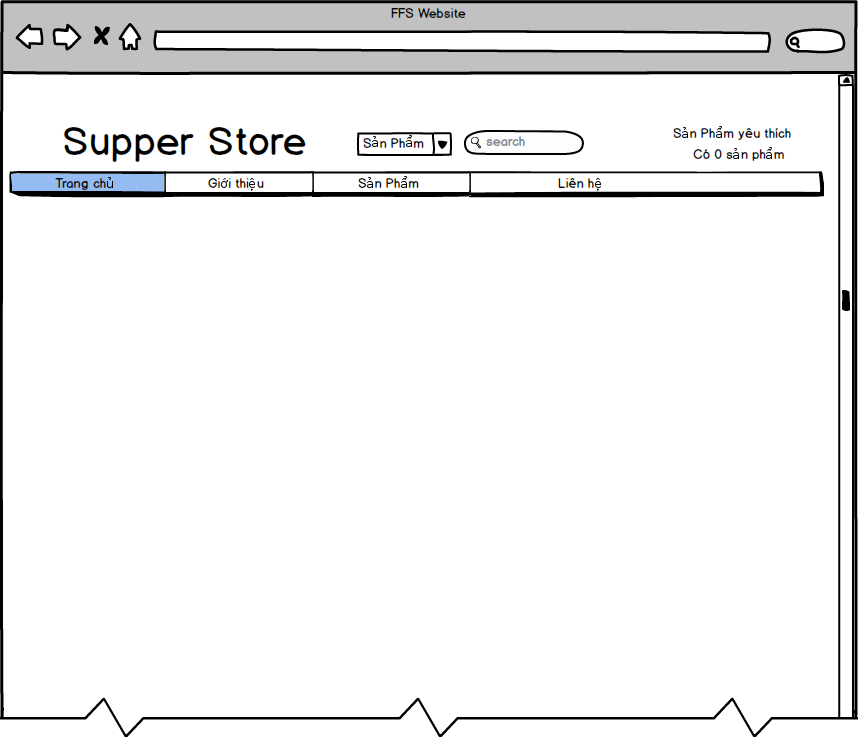 FFS Website
Supper Store
Sản Phẩm
search
Sản Phẩm yêu thích
Có 0 sản phẩm
Trang chủ
Giới thiệu
Sản Phẩm
Liên hệ